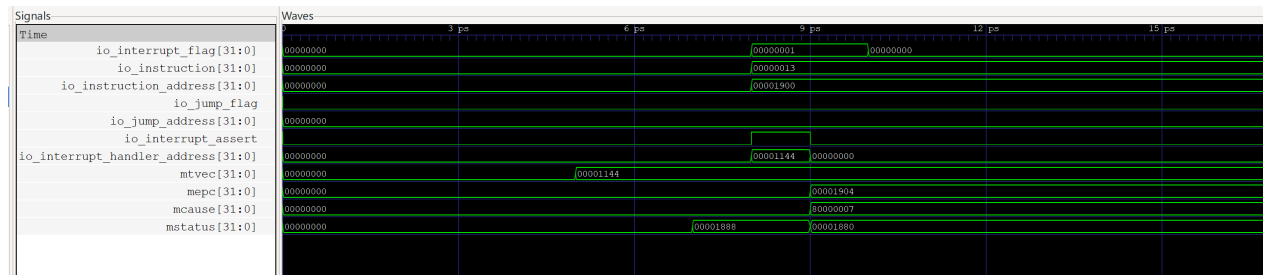 Signals
Waves
Time
0 3 ps 6 ps 9 ps 12 ps 15 ps
io_interrupt_flag[31:0] 00000000 00000001 00000000
io_instruction[31:0] 00000000 00000013
io_instruction_address[31:0] 00000000 00001900
io_jump_flag
io_jump_address[31:0] 00000000
io_interrupt_assert
io_interrupt_handler_address[31:0] 00000000 00001144 00000000
mtvec[31:0] 00000000 00001144
mepc[31:0] 00000000 00001904
mcause[31:0] 00000000 80000007
mstatus[31:0] 00000000 00001888 00001880